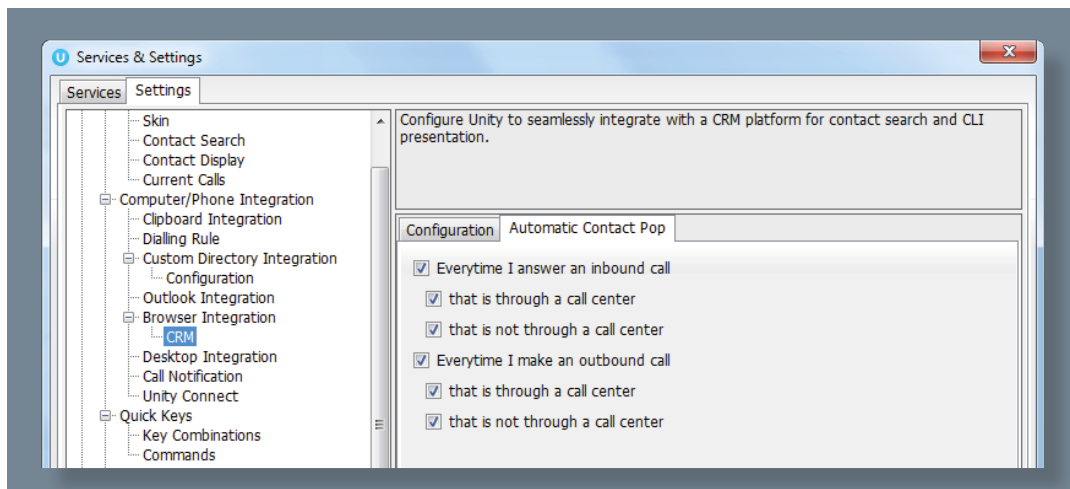 U Services & Settings
x
Services Settings
Skin
Contact Search
Contact Display
Current Calls
Computer/Phone Integration
Clipboard Integration
Dialling Rule
Custom Directory Integration
Configuration
Outlook Integration
Browser Integration
CRM
Desktop Integration
Call Notification
Unity Connect
Quick Keys
Key Combinations
Commands
Configure Unity to seamlessly integrate with a CRM platform for contact search and CLI
presentation.
Configuration Automatic Contact Pop
Everytime I answer an inbound call
that is through a call center
that is not through a call center
Everytime I make an outbound call
that is through a call center
that is not through a call center